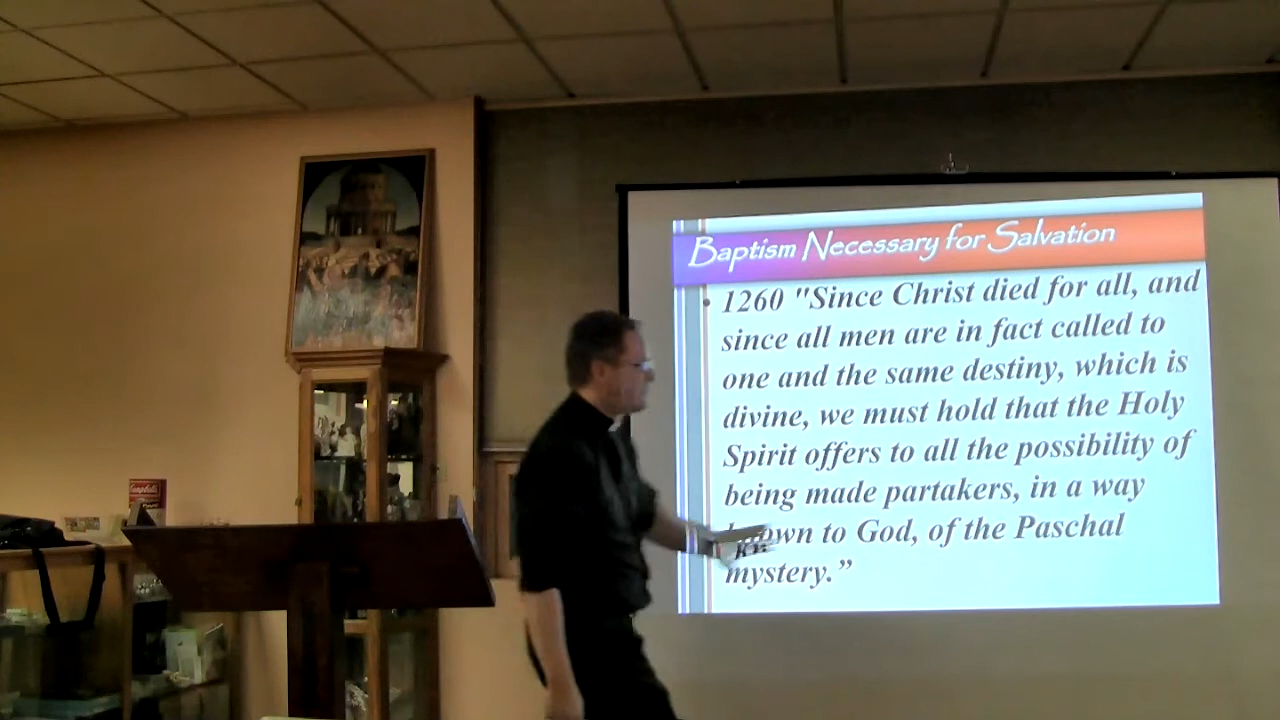 Baptism Necessary for Salvation
• 1260 "Since Christ died for all, and
since all men are in fact called to
one and the same destiny, which is
divine, we must hold that the Holy
Spirit offers to all the possibility of
being made partakers, in a way
known to God, of the Paschal
mystery.”
Campbell's